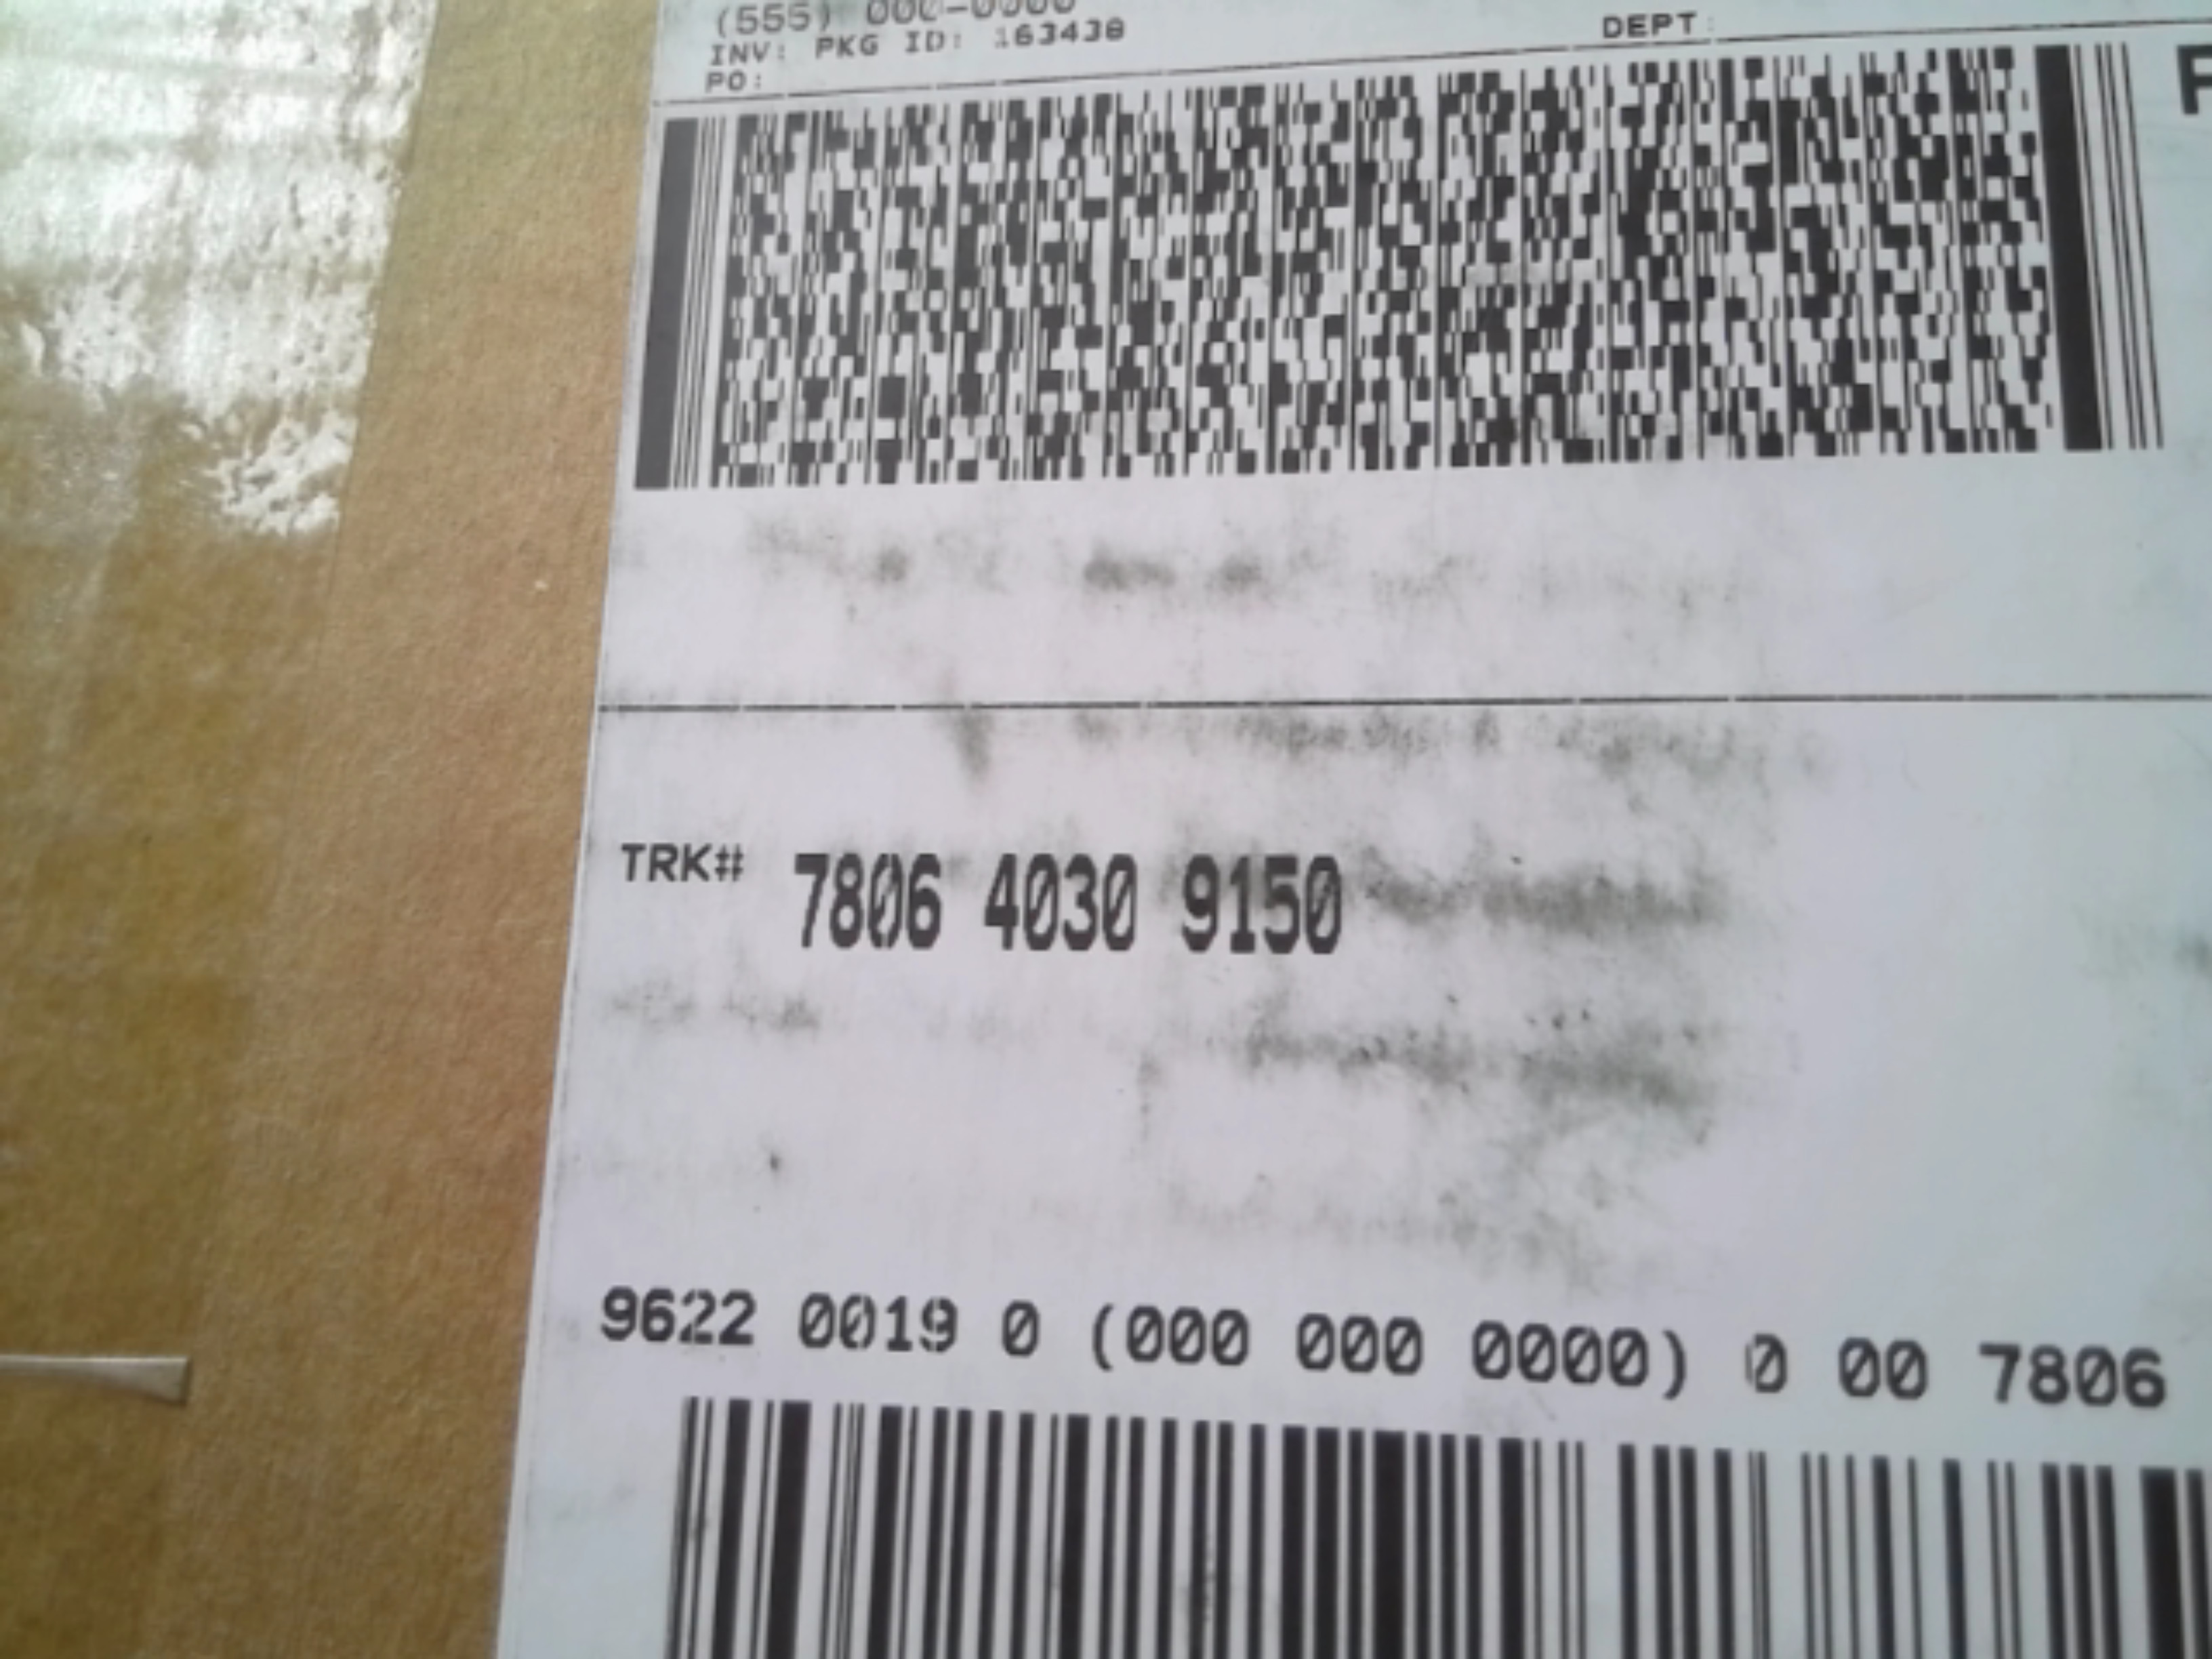 (555) 000-0000
INV: PKG ID: 163438
DEPT:
PO:
TRK# 7806 4030 9150
9622 0019 0 (000 000 0000) 0 00 7806